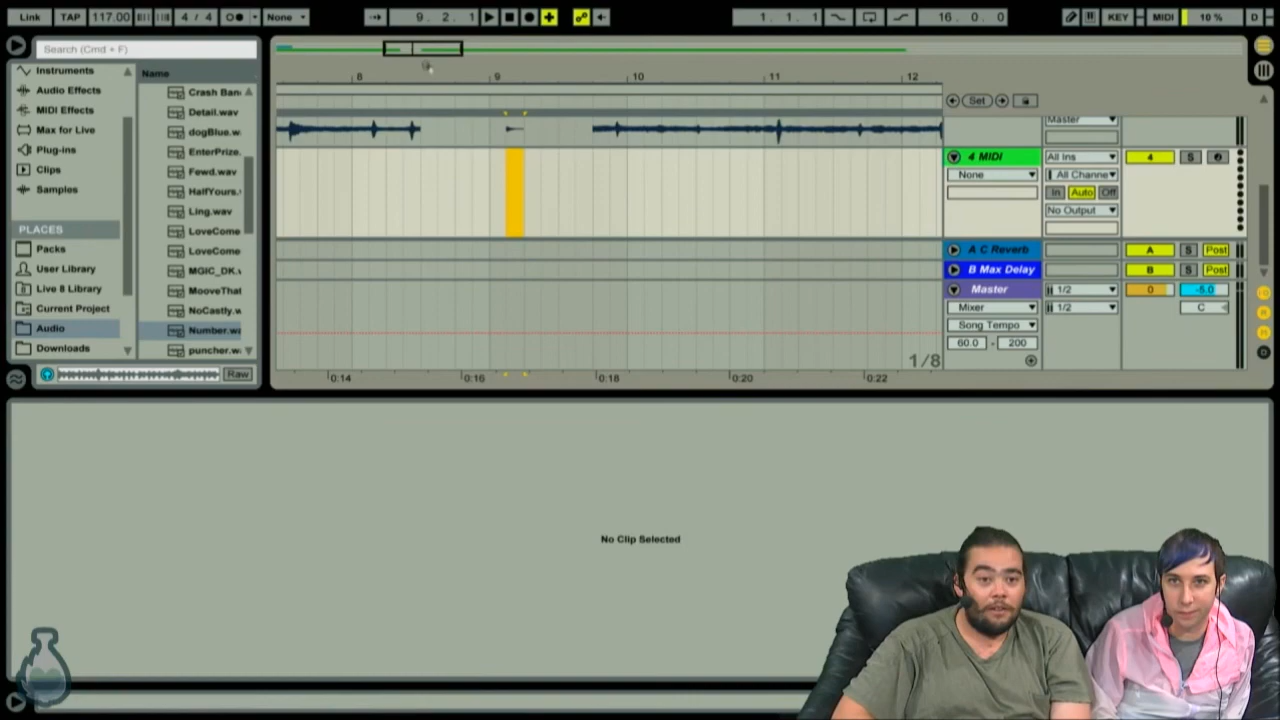 Link TAP 117.00 4 / 4 None 9. 2. 1 1. 1. 1 16. 0. 0 KEY MIDI 10 % D
Search (Cmd + F)
Instruments
Audio Effects
MIDI Effects
Max for Live
Plug-ins
Clips
Samples
PLACES
Packs
User Library
Live 8 Library
Current Project
Audio
Downloads
Name
Crash Ban
Detail.wav
dogBlue.w
EnterPrize.
Fewd.wav
HalfYours.
Ling.wav
LoveCome
LoveCome
MGIC_DK.v
MooveThat
NoCastly.w
Number.wa
puncher.w
Raw
8 9 10 11 12
Set
Master
4 MIDI All Ins 4 S
None All Channe
In Auto Off
No Output
A C Reverb A S Post
B Max Delay B S Post
Master 1/2 0 -5.0
Mixer 1/2 C
Song Tempo
60.0 - 200
1/8
0:14 0:16 0:18 0:20 0:22
No Clip Selected